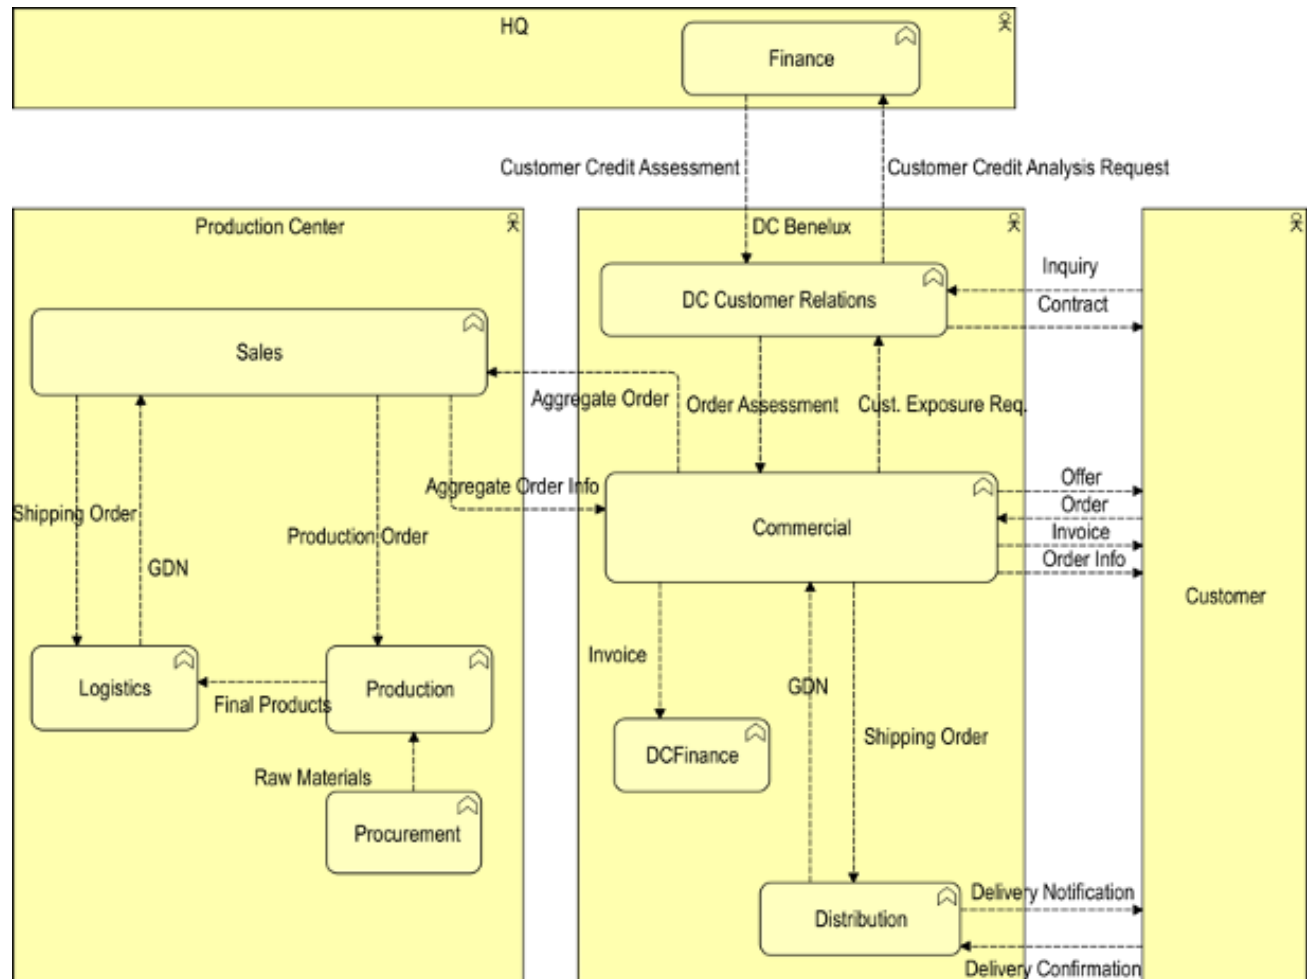 HQ
Finance
Customer Credit Assessment
Customer Credit Analysis Request
Production Center
DC Benelux
Inquiry
DC Customer Relations
Contract
Sales
Aggregate Order
Order Assessment
Cust. Exposure Req.
Offer
Aggregate Order Info
Order
Shipping Order
Commercial
Invoice
Production Order
Order Info
GDN
Customer
Invoice
Logistics
Production
GDN
Final Products
Shipping Order
DCFinance
Raw Materials
Procurement
Delivery Notification
Distribution
Delivery Confirmation